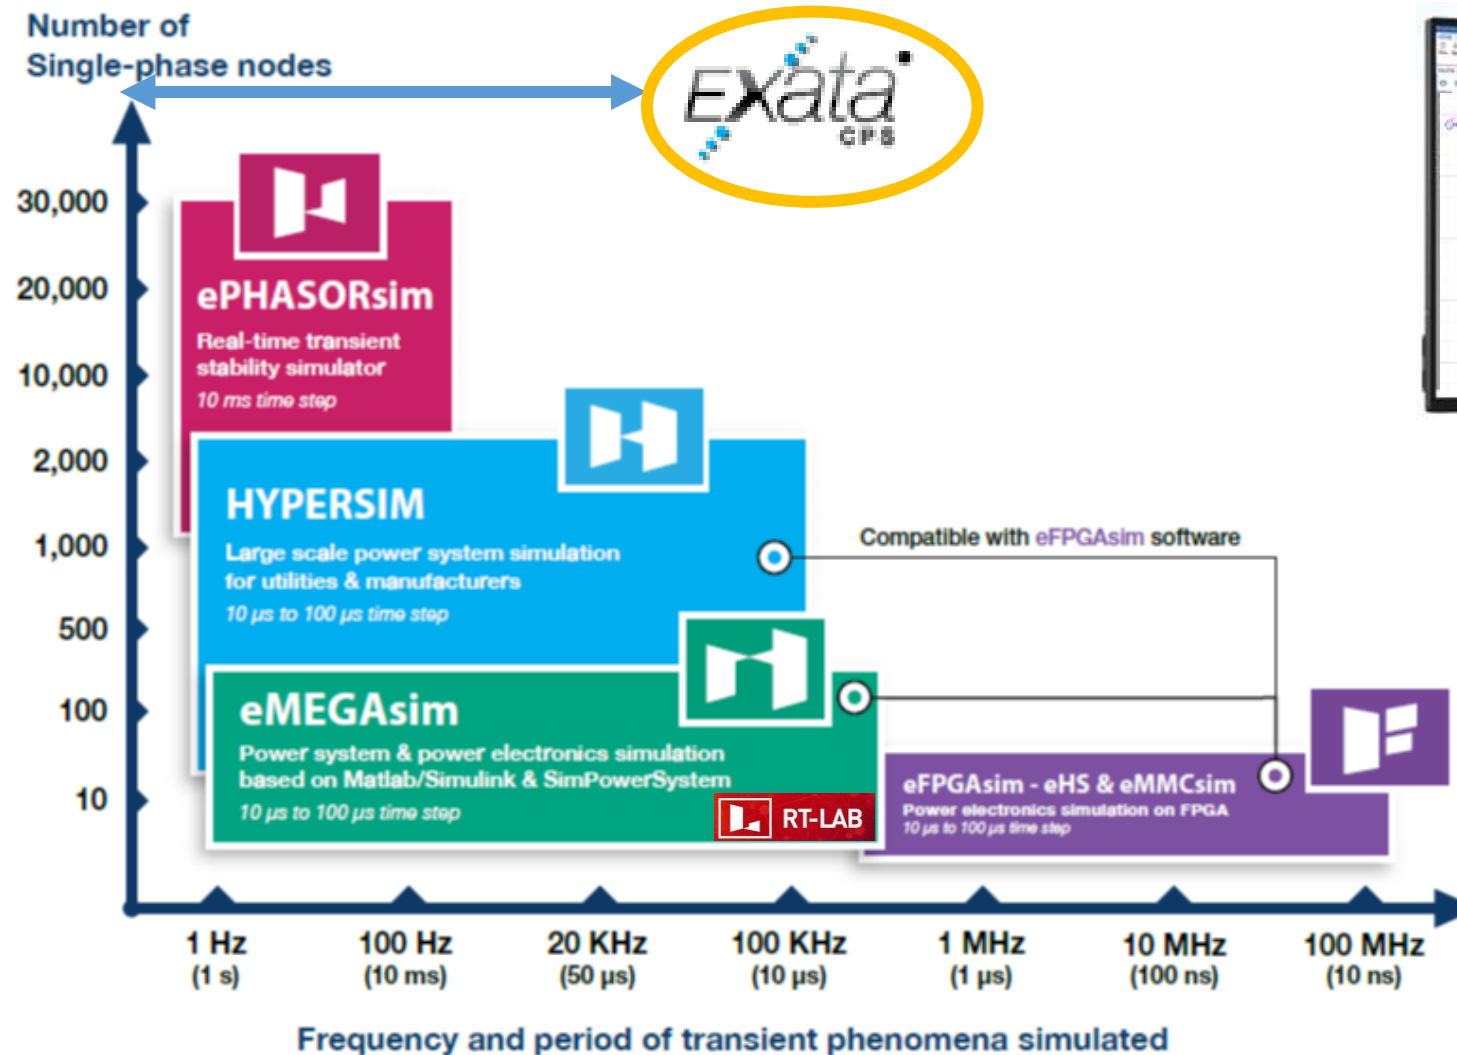 Number of
Single-phase nodes
EXata
CPS
30,000
20,000
10,000
2,000
1,000
500
100
10
ePHASORsim
Real-time transient
stability simulator
10 ms time step
HYPERSIM
Large scale power system simulation
for utilities & manufacturers
10 µs to 100 µs time step
Compatible with eFPGAsim software
eMEGAsim
Power system & power electronics simulation
based on Matlab/Simulink & SimPowerSystem
10 µs to 100 µs time step
RT-LAB
eFPGAsim - eHS & eMMCsim
Power electronics simulation on FPGA
10 µs to 100 µs time step
1 Hz
(1 s)
100 Hz
(10 ms)
20 KHz
(50 µs)
100 KHz
(10 µs)
1 MHz
(1 µs)
10 MHz
(100 ns)
100 MHz
(10 ns)
Frequency and period of transient phenomena simulated